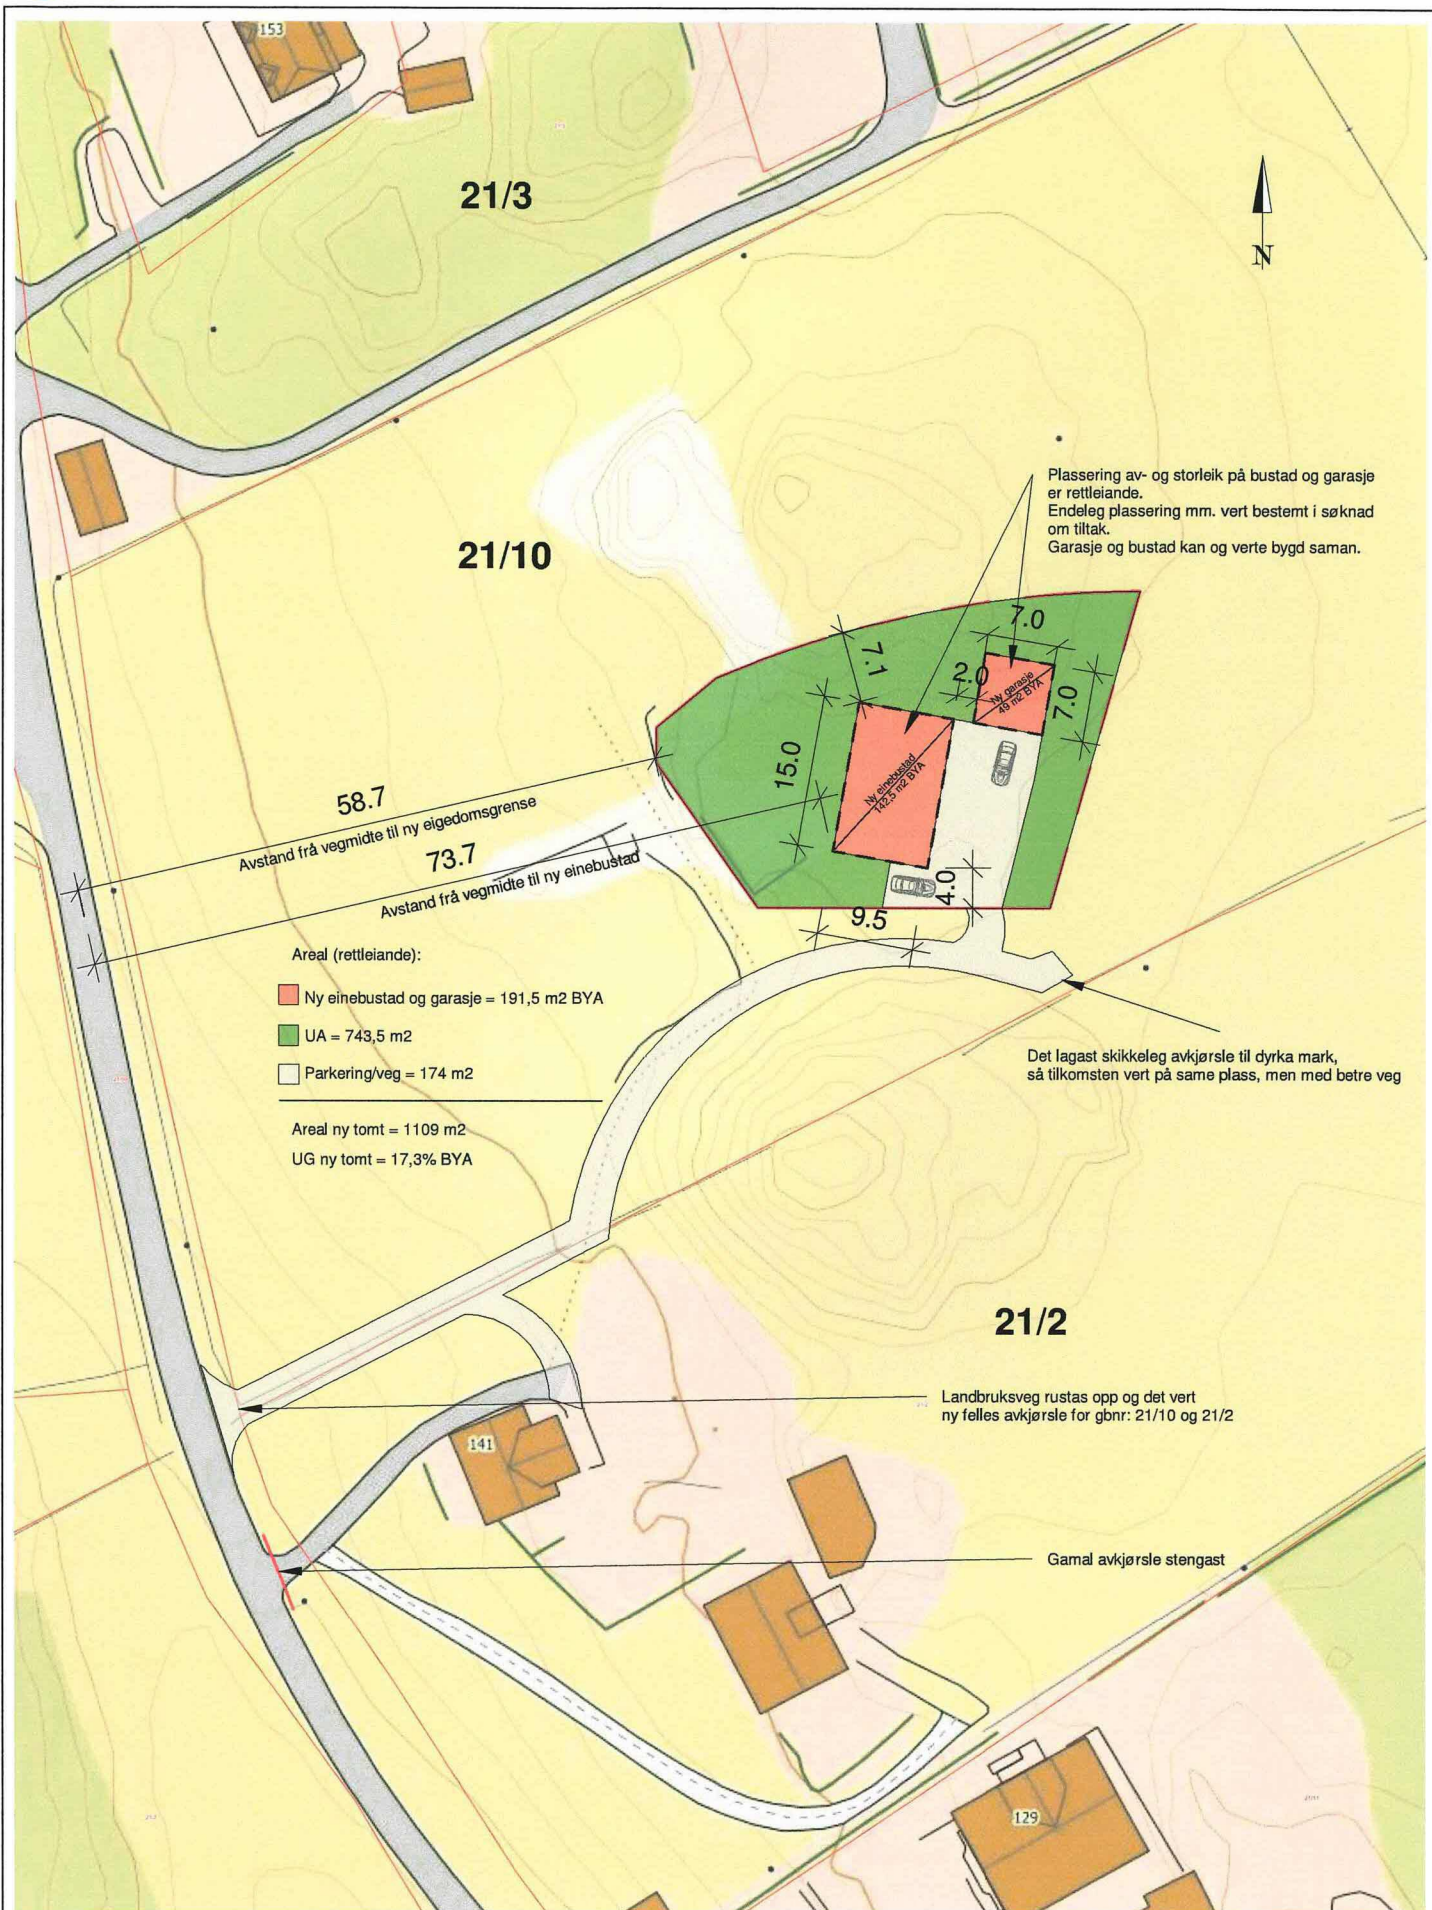 153
21/3
N
Plassering av- og storleik på bustad og garasje
er rettleiande.
Endeleg plassering mm. vert bestemt i søknad
om tiltak.
Garasje og bustad kan og verte bygd saman.
21/10
7.0
7.1
2.0
Ny garasje
49 m2 BYA
7.0
15.0
Ny einebustad
142,5 m2 BYA
58.7
Avstand frå vegmidte til ny eigedomsgrense
73.7
Avstand frå vegmidte til ny einebustad
4.0
9.5
Areal (rettleiande):
Ny einebustad og garasje = 191,5 m2 BYA
UA = 743,5 m2
Parkering/veg = 174 m2
Areal ny tomt = 1109 m2
UG ny tomt = 17,3% BYA
Det lagast skikkeleg avkjørsle til dyrka mark,
så tilkomsten vert på same plass, men med betre veg
21/2
Landbruksveg rustas opp og det vert
ny felles avkjørsle for gbnr: 21/10 og 21/2
141
Gamal avkjørsle stengast
129